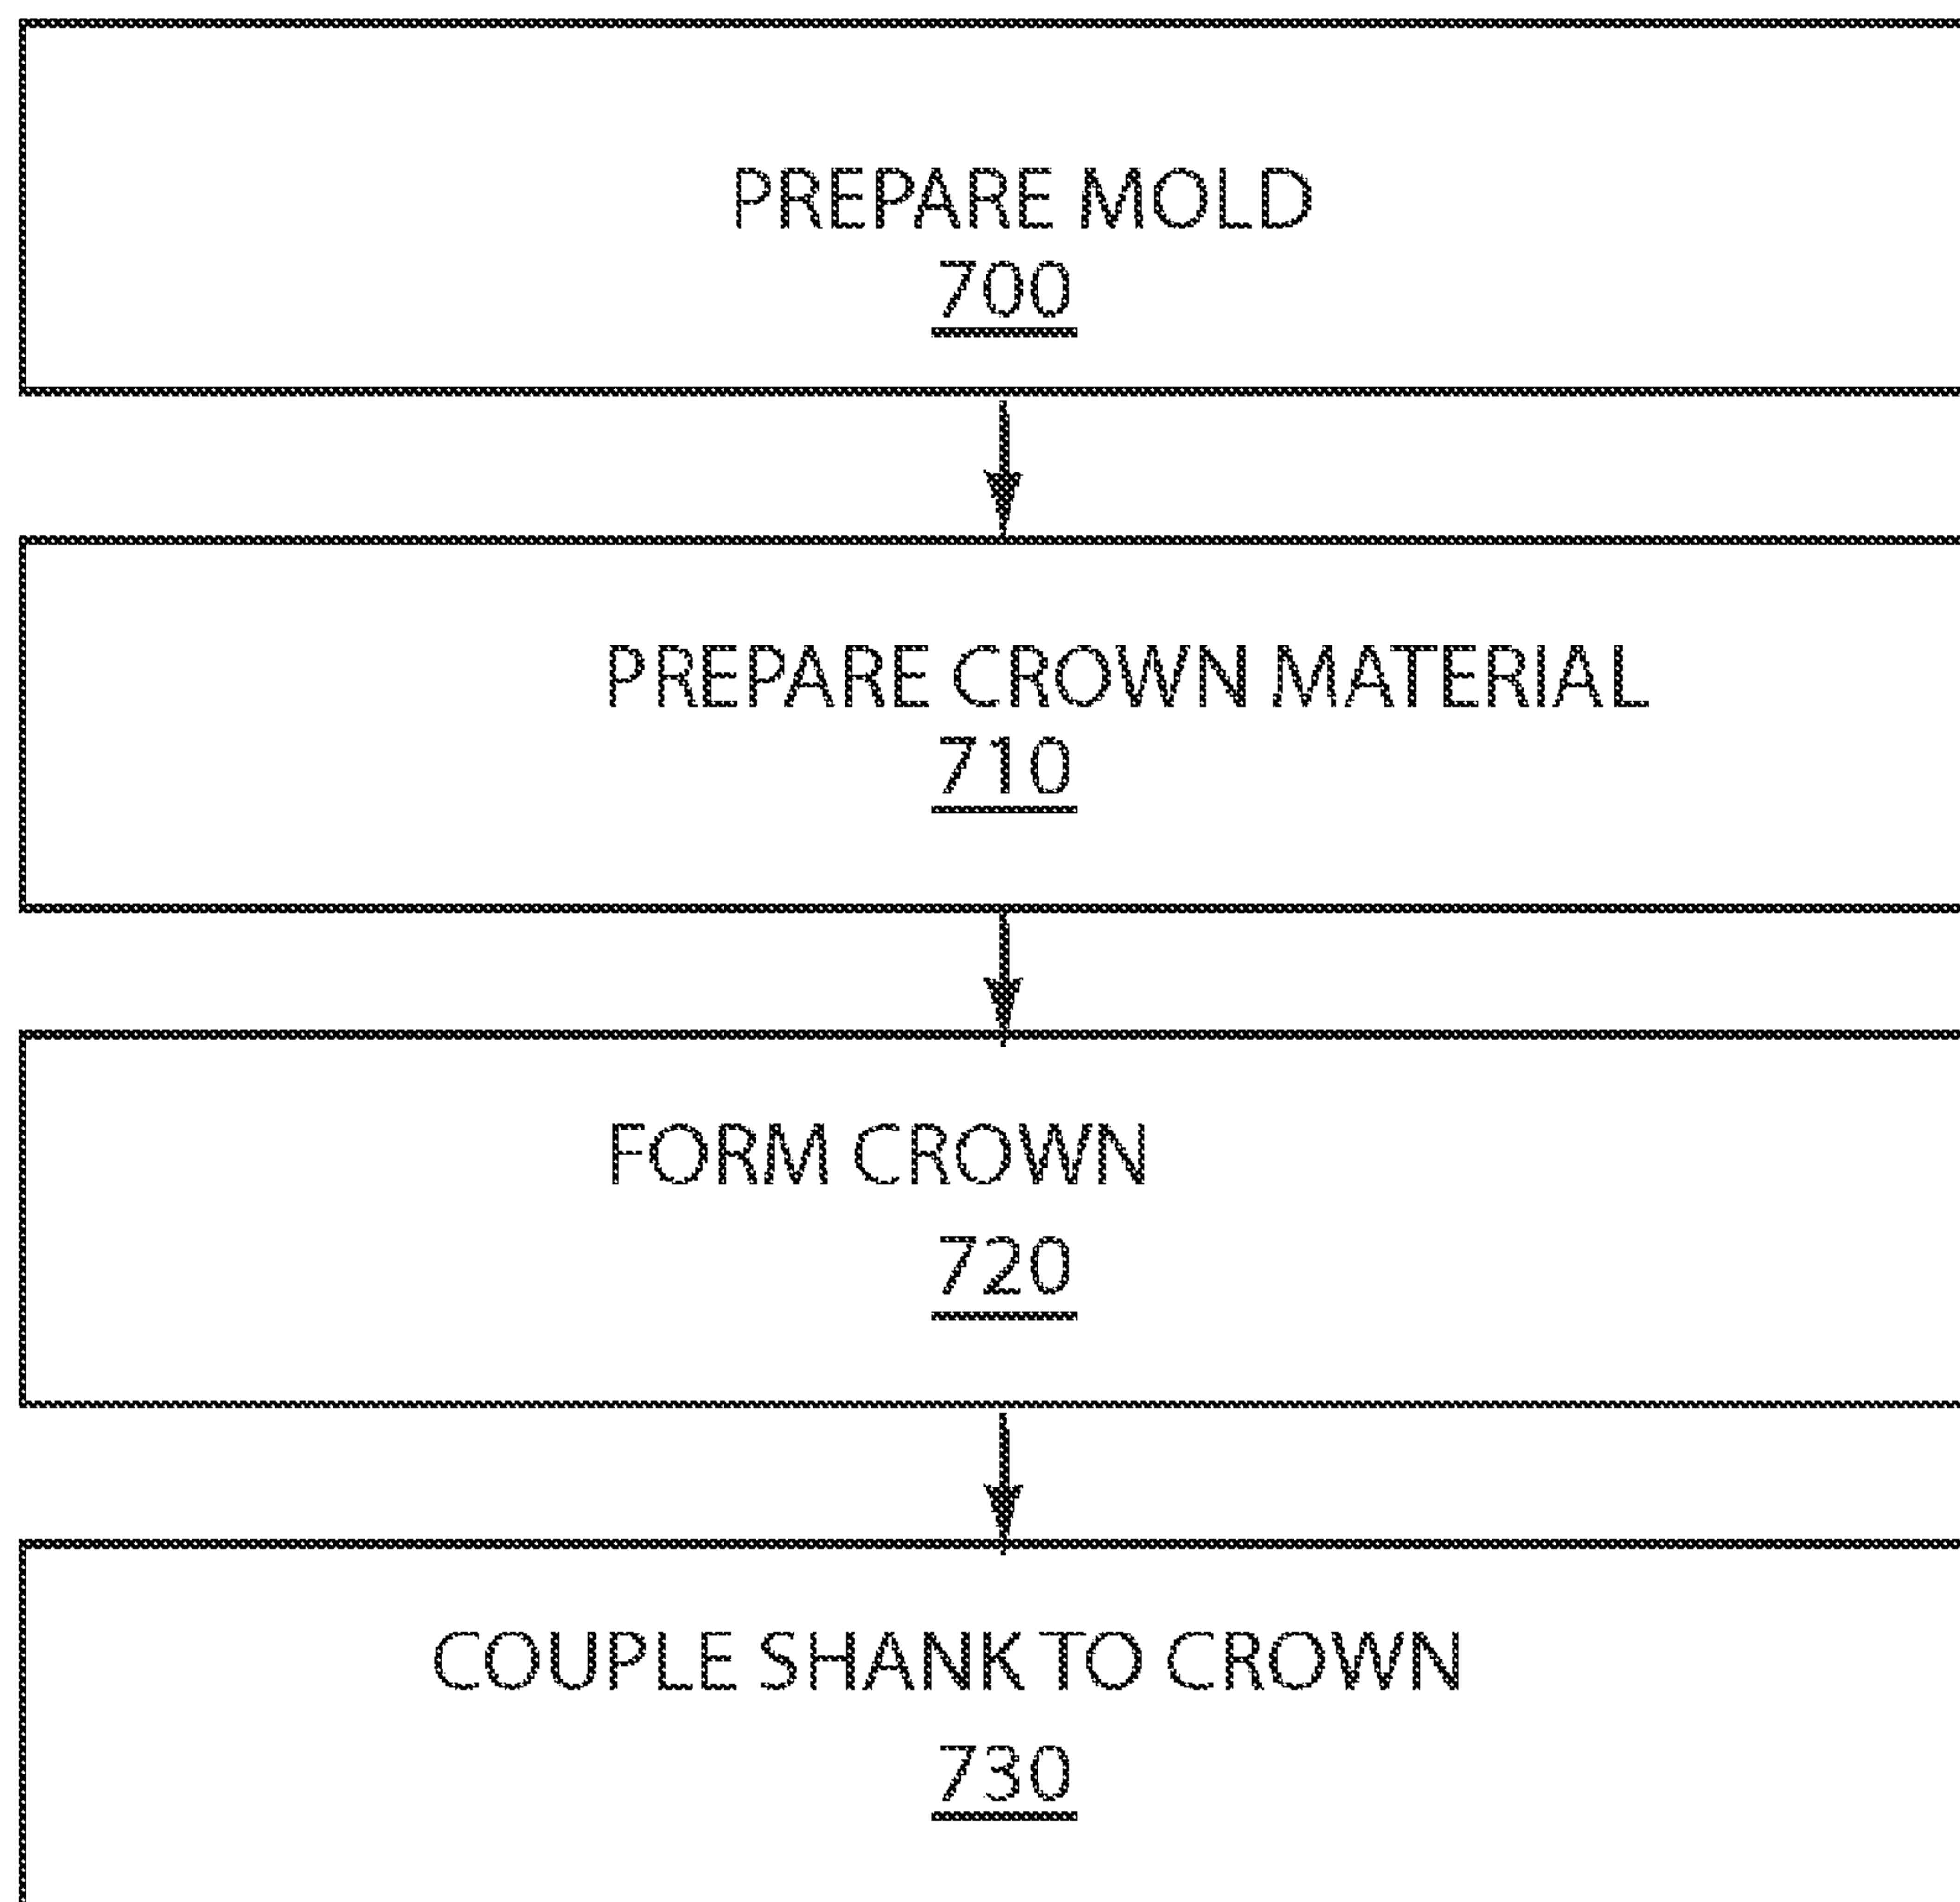 PREPARE MOLD
700
PREPARE CROWN MATERIAL
710
FORM CROWN
720
COUPLE SHANK TO CROWN
730